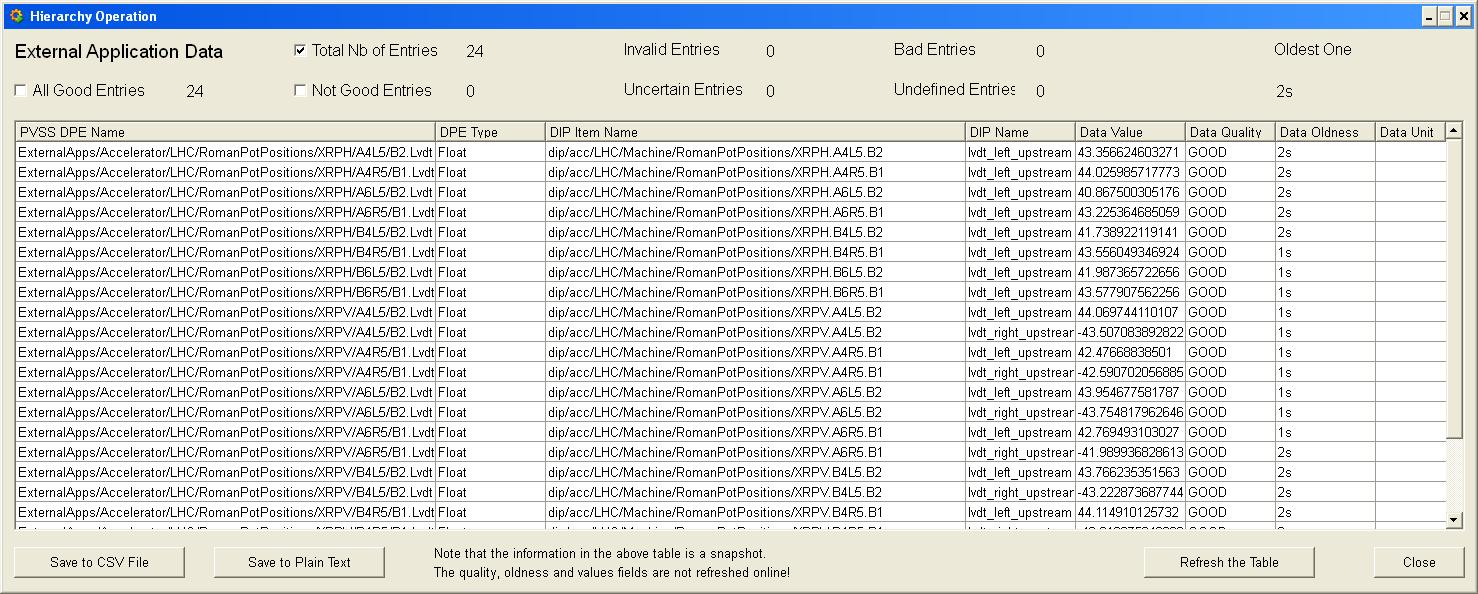 Hierarchy Operation
External Application Data Total Nb of Entries 24 Invalid Entries 0 Bad Entries 0 Oldest One
All Good Entries 24 Not Good Entries 0 Uncertain Entries 0 Undefined Entries 0 2s
PVSS DPE Name DPE Type DIP Item Name DIP Name Data Value Data Quality Data Oldness Data Unit
ExternalApps/Accelerator/LHC/RomanPotPositions/XRPH/A4L5/B2.Lvdt Float dip/acc/LHC/Machine/RomanPotPositions/XRPH.A4L5.B2 lvdt_left_upstream 43.356624603271 GOOD 2s
ExternalApps/Accelerator/LHC/RomanPotPositions/XRPH/A4R5/B1.Lvdt Float dip/acc/LHC/Machine/RomanPotPositions/XRPH.A4R5.B1 lvdt_left_upstream 44.025985717773 GOOD 2s
ExternalApps/Accelerator/LHC/RomanPotPositions/XRPH/A6L5/B2.Lvdt Float dip/acc/LHC/Machine/RomanPotPositions/XRPH.A6L5.B2 lvdt_left_upstream 40.867500305176 GOOD 2s
ExternalApps/Accelerator/LHC/RomanPotPositions/XRPH/A6R5/B1.Lvdt Float dip/acc/LHC/Machine/RomanPotPositions/XRPH.A6R5.B1 lvdt_left_upstream 43.225364685059 GOOD 2s
ExternalApps/Accelerator/LHC/RomanPotPositions/XRPH/B4L5/B2.Lvdt Float dip/acc/LHC/Machine/RomanPotPositions/XRPH.B4L5.B2 lvdt_left_upstream 41.738922119141 GOOD 2s
ExternalApps/Accelerator/LHC/RomanPotPositions/XRPH/B4R5/B1.Lvdt Float dip/acc/LHC/Machine/RomanPotPositions/XRPH.B4R5.B1 lvdt_left_upstream 43.556049346924 GOOD 1s
ExternalApps/Accelerator/LHC/RomanPotPositions/XRPH/B6L5/B2.Lvdt Float dip/acc/LHC/Machine/RomanPotPositions/XRPH.B6L5.B2 lvdt_left_upstream 41.987365722656 GOOD 1s
ExternalApps/Accelerator/LHC/RomanPotPositions/XRPH/B6R5/B1.Lvdt Float dip/acc/LHC/Machine/RomanPotPositions/XRPH.B6R5.B1 lvdt_left_upstream 43.577907562256 GOOD 1s
ExternalApps/Accelerator/LHC/RomanPotPositions/XRPV/A4L5/B2.Lvdt Float dip/acc/LHC/Machine/RomanPotPositions/XRPV.A4L5.B2 lvdt_left_upstream 44.069744110107 GOOD 1s
ExternalApps/Accelerator/LHC/RomanPotPositions/XRPV/A4L5/B2.Lvdt Float dip/acc/LHC/Machine/RomanPotPositions/XRPV.A4L5.B2 lvdt_right_upstrear -43.507083892822 GOOD 1s
ExternalApps/Accelerator/LHC/RomanPotPositions/XRPV/A4R5/B1.Lvdt Float dip/acc/LHC/Machine/RomanPotPositions/XRPV.A4R5.B1 lvdt_left_upstream 42.47668838501 GOOD 1s
ExternalApps/Accelerator/LHC/RomanPotPositions/XRPV/A4R5/B1.Lvdt Float dip/acc/LHC/Machine/RomanPotPositions/XRPV.A4R5.B1 lvdt_right_upstrear -42.590702056885 GOOD 1s
ExternalApps/Accelerator/LHC/RomanPotPositions/XRPV/A6L5/B2.Lvdt Float dip/acc/LHC/Machine/RomanPotPositions/XRPV.A6L5.B2 lvdt_left_upstream 43.954677581787 GOOD 1s
ExternalApps/Accelerator/LHC/RomanPotPositions/XRPV/A6L5/B2.Lvdt Float dip/acc/LHC/Machine/RomanPotPositions/XRPV.A6L5.B2 lvdt_right_upstrear -43.754817962646 GOOD 1s
ExternalApps/Accelerator/LHC/RomanPotPositions/XRPV/A6R5/B1.Lvdt Float dip/acc/LHC/Machine/RomanPotPositions/XRPV.A6R5.B1 lvdt_left_upstream 42.769493103027 GOOD 1s
ExternalApps/Accelerator/LHC/RomanPotPositions/XRPV/A6R5/B1.Lvdt Float dip/acc/LHC/Machine/RomanPotPositions/XRPV.A6R5.B1 lvdt_right_upstrear -41.989936828613 GOOD 2s
ExternalApps/Accelerator/LHC/RomanPotPositions/XRPV/B4L5/B2.Lvdt Float dip/acc/LHC/Machine/RomanPotPositions/XRPV.B4L5.B2 lvdt_left_upstream 43.766235351563 GOOD 2s
ExternalApps/Accelerator/LHC/RomanPotPositions/XRPV/B4L5/B2.Lvdt Float dip/acc/LHC/Machine/RomanPotPositions/XRPV.B4L5.B2 lvdt_right_upstrear -43.222873687744 GOOD 2s
ExternalApps/Accelerator/LHC/RomanPotPositions/XRPV/B4R5/B1.Lvdt Float dip/acc/LHC/Machine/RomanPotPositions/XRPV.B4R5.B1 lvdt_left_upstream 44.114910125732 GOOD 2s
Save to CSV File Save to Plain Text Note that the information in the above table is a snapshot.
The quality, oldness and values fields are not refreshed online! Refresh the Table Close